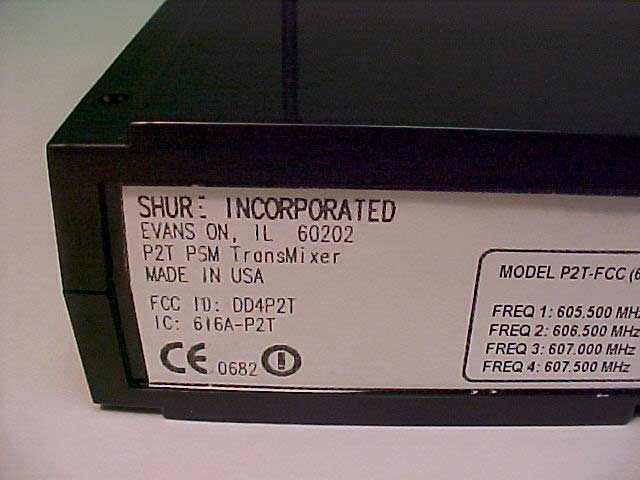 SHURE INCORPORATED
EVANS ON, IL 60202
P2T PSM TransMixer
MADE IN USA
FCC ID: DD4P2T
IC: 616A-P2T
CE 0682
MODEL P2T-FCC (6
FREQ 1: 605.500 MHz
FREQ 2: 606.500 MHz
FREQ 3: 607.000 MHz
FREQ 4: 607.500 MHz